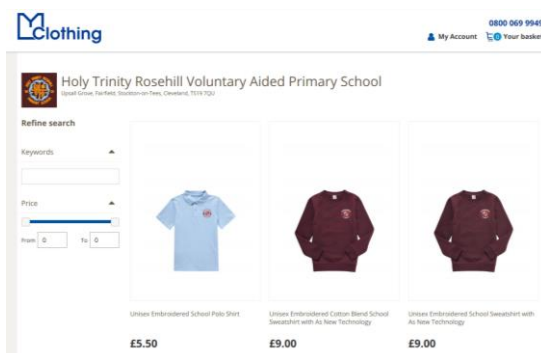 M Clothing
0800 069 9949
My Account
0 Your basket
Holy Trinity Rosehill Voluntary Aided Primary School
Upsall Grove, Fairfield, Stockton-on-Tees, Cleveland, TS19 7QU
Refine search
Keywords
Price
From 0 To 0
Unisex Embroidered School Polo Shirt
£5.50
Unisex Embroidered Cotton Blend School
Sweatshirt with As New Technology
£9.00
Unisex Embroidered School Sweatshirt with
As New Technology
£9.00